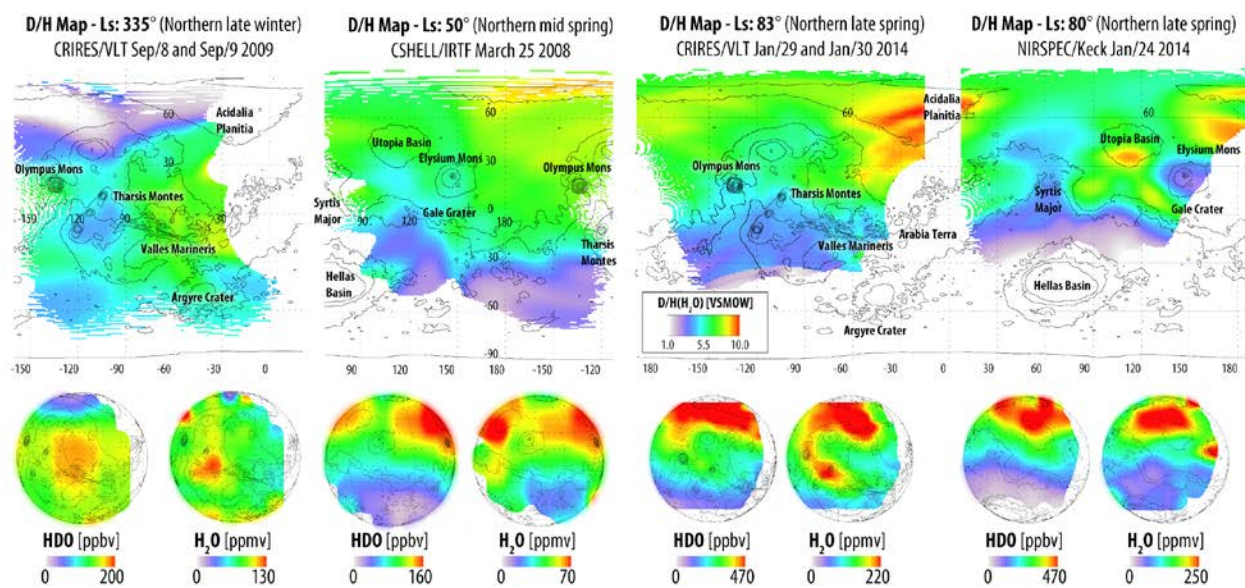 D/H Map - Ls: 335° (Northern late winter)
CRIRES/VLT Sep/8 and Sep/9 2009
D/H Map - Ls: 50° (Northern mid spring)
CSHELL/IRTF March 25 2008
D/H Map - Ls: 83° (Northern late spring)
CRIRES/VLT Jan/29 and Jan/30 2014
D/H Map - Ls: 80° (Northern late spring)
NIRSPEC/Keck Jan/24 2014
60
Acidalia
Planitia
30
Olympus Mons
Tharsis Montes
-150
-120
-90
Valles Marineris
Argyre Crater
-150 -120 -90 -60 -30 0
60
Utopia Basin
Elysium Mons
30
Olympus Mons
Syrtis
Major
90
120
Gale Grater
0
180
-30
Tharsis
Montes
Hellas
Basin
-60
-90
90 120 150 180 -150 -120
60
Acidalia
Planitia
Olympus Mons
Tharsis Montes
Valles Marineris
Arabia Terra
D/H(H₂O) [VSMOW]
1.0 5.5 10.0
Argyre Crater
180 -150 -120 -90 -60 -30
60
Utopia Basin
Elysium Mons
Syrtis
Major
Gale Crater
Hellas Basin
30 60 90 120 150 180
HDO [ppbv]
0 200
H₂O [ppmv]
0 130
HDO [ppbv]
0 160
H₂O [ppmv]
0 70
HDO [ppbv]
0 470
H₂O [ppmv]
0 220
HDO [ppbv]
0 470
H₂O [ppmv]
0 250